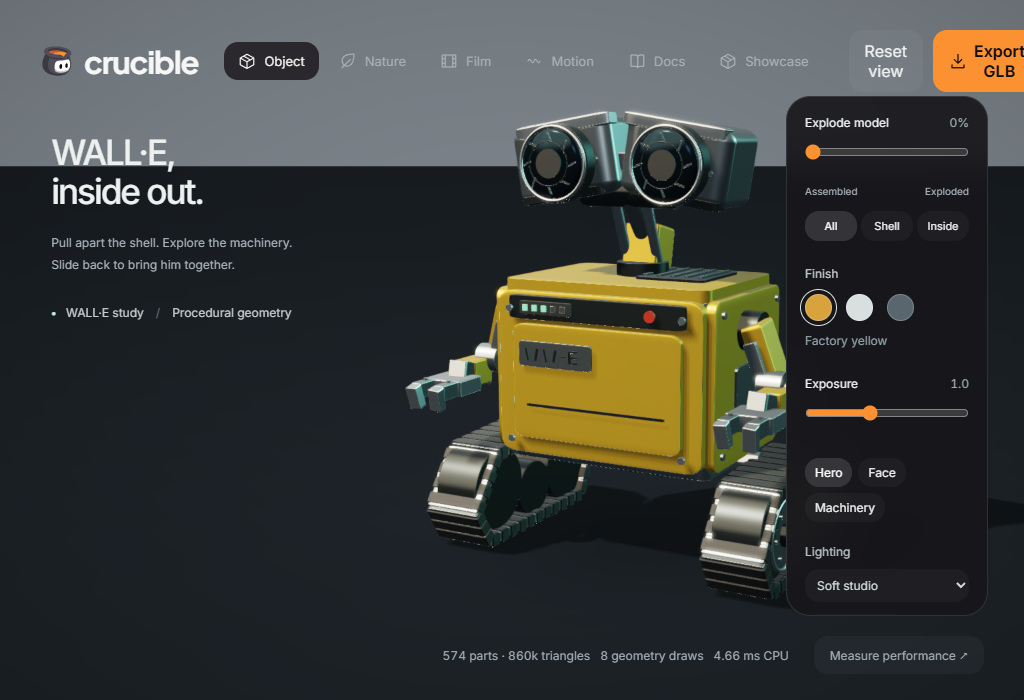 crucible
Object
Nature
Film
Motion
Docs
Showcase
Reset
view
Export
GLB
WALL·E,
inside out.
Pull apart the shell. Explore the machinery.
Slide back to bring him together.
• WALL·E study / Procedural geometry
Explode model 0%
Assembled Exploded
All Shell Inside
Finish
Factory yellow
Exposure 1.0
Hero Face
Machinery
Lighting
Soft studio
574 parts · 860k triangles 8 geometry draws 4.66 ms CPU
Measure performance ↗